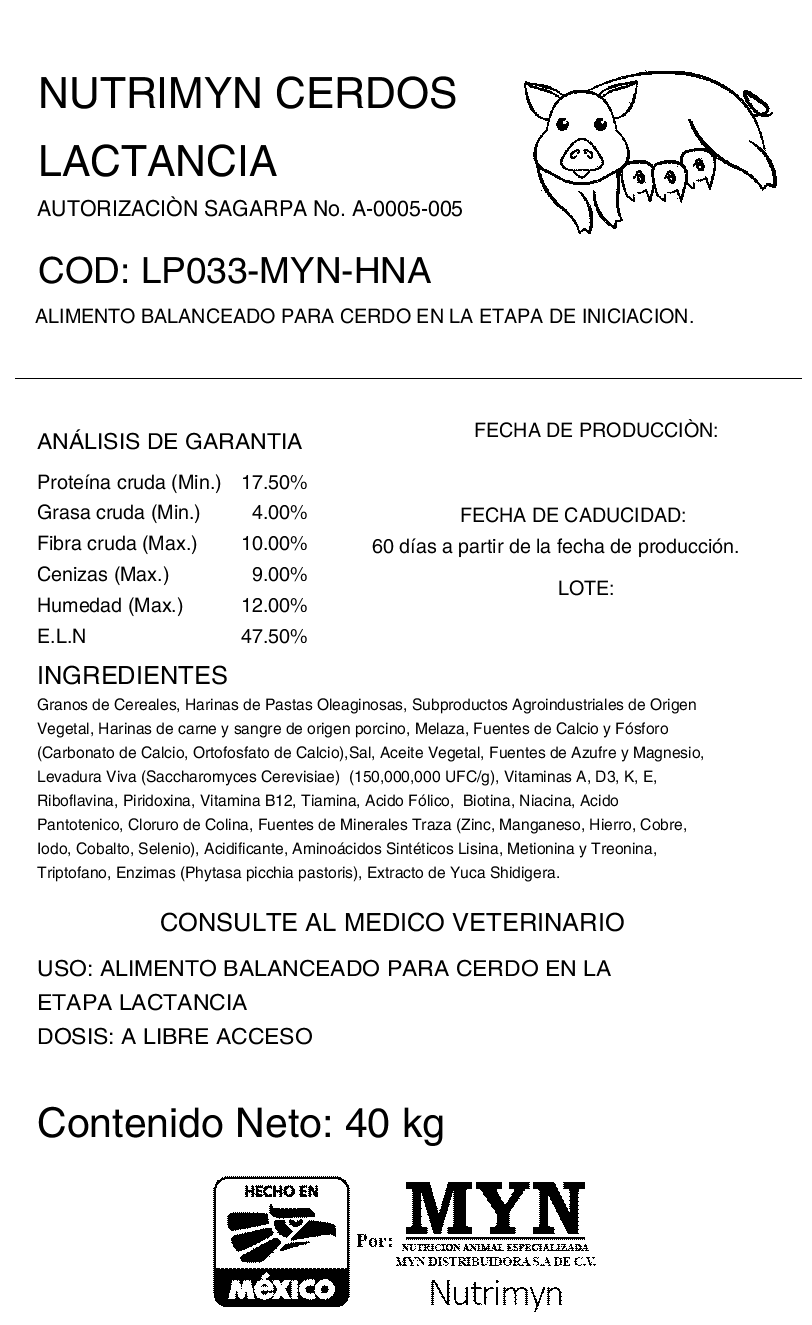 NUTRIMYN CERDOS
LACTANCIA
AUTORIZACIÒN SAGARPA No. A-0005-005
COD: LP033-MYN-HNA
ALIMENTO BALANCEADO PARA CERDO EN LA ETAPA DE INICIACION.
ANÁLISIS DE GARANTIA
Proteína cruda (Min.) 17.50%
Grasa cruda (Min.) 4.00%
Fibra cruda (Max.) 10.00%
Cenizas (Max.) 9.00%
Humedad (Max.) 12.00%
E.L.N 47.50%
FECHA DE PRODUCCIÒN:
FECHA DE CADUCIDAD:
60 días a partir de la fecha de producción.
LOTE:
INGREDIENTES
Granos de Cereales, Harinas de Pastas Oleaginosas, Subproductos Agroindustriales de Origen
Vegetal, Harinas de carne y sangre de origen porcino, Melaza, Fuentes de Calcio y Fósforo
(Carbonato de Calcio, Ortofosfato de Calcio),Sal, Aceite Vegetal, Fuentes de Azufre y Magnesio,
Levadura Viva (Saccharomyces Cerevisiae)  (150,000,000 UFC/g), Vitaminas A, D3, K, E,
Riboflavina, Piridoxina, Vitamina B12, Tiamina, Acido Fólico,  Biotina, Niacina, Acido
Pantotenico, Cloruro de Colina, Fuentes de Minerales Traza (Zinc, Manganeso, Hierro, Cobre,
Iodo, Cobalto, Selenio), Acidificante, Aminoácidos Sintéticos Lisina, Metionina y Treonina,
Triptofano, Enzimas (Phytasa picchia pastoris), Extracto de Yuca Shidigera.
CONSULTE AL MEDICO VETERINARIO
USO: ALIMENTO BALANCEADO PARA CERDO EN LA
ETAPA LACTANCIA
DOSIS: A LIBRE ACCESO
Contenido Neto: 40 kg
HECHO EN
MéXICO
Por:
MYN
NUTRICION ANIMAL ESPECIALIZADA
MYN DISTRIBUIDORA S.A DE C.V.
Nutrimyn